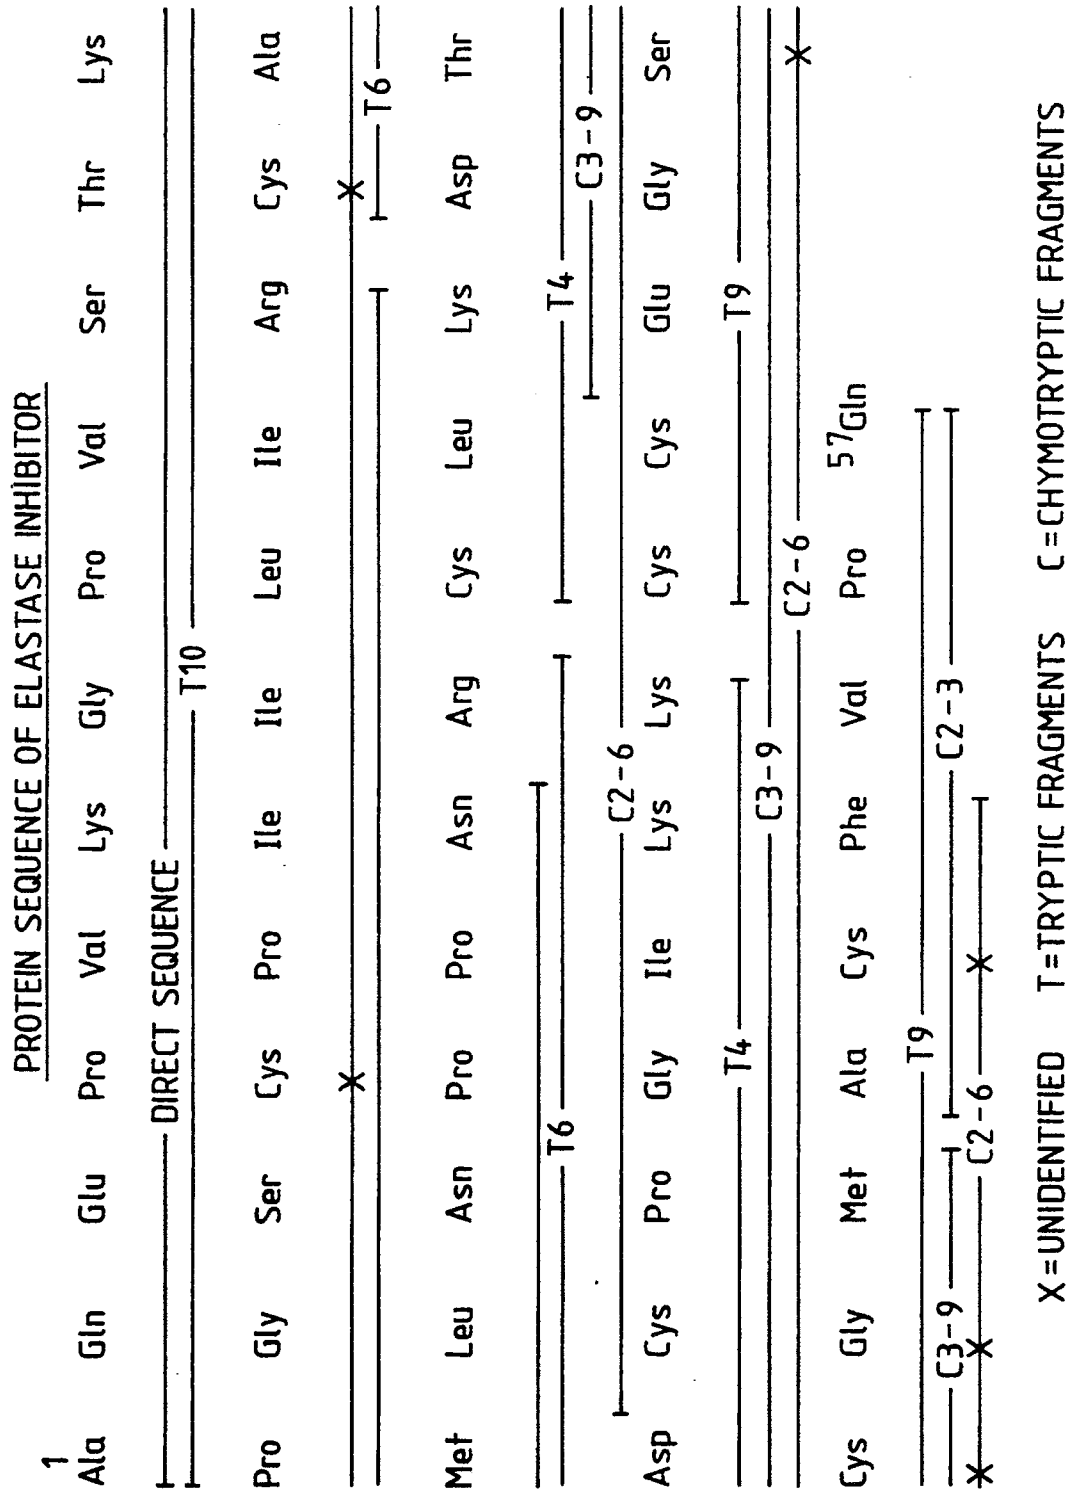 PROTEIN SEQUENCE OF ELASTASE INHIBITOR
1
Ala Gln Glu Pro Val Lys Gly Pro Val Ser Thr Lys
DIRECT SEQUENCE
T10
Pro Gly Ser Cys Pro Ile Ile Leu Ile Arg Cys Ala
X X
T6
Met Leu Asn Pro Pro Asn Arg Cys Leu Lys Asp Thr
T6 T4
C3-9
C2-6
Asp Cys Pro Gly Ile Lys Lys Cys Cys Glu Gly Ser
T4 T9
C3-9
C2-6 X
Cys Gly Met Ala Cys Phe Val Pro 57Gln
T9
C3-9 C2-3
X X C2-6 X
X = UNIDENTIFIED T = TRYPTIC FRAGMENTS C = CHYMOTRYPTIC FRAGMENTS